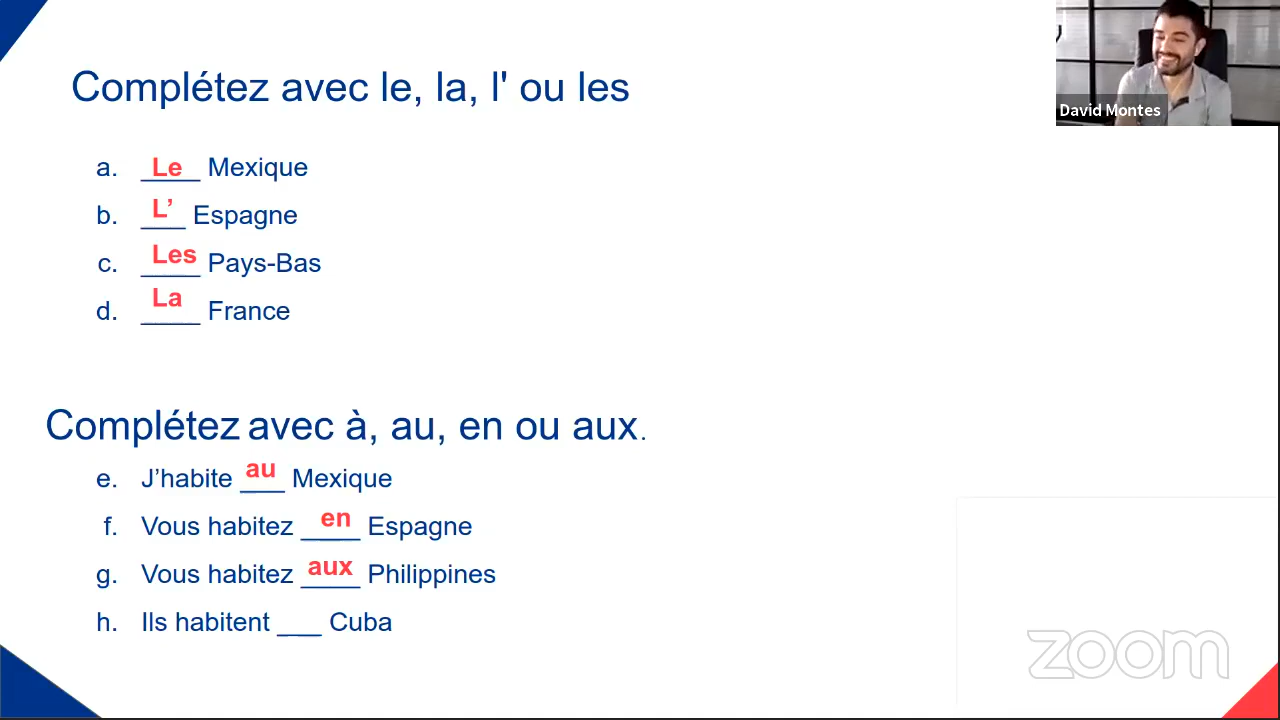 Complétez avec le, la, l' ou les
David Montes
a. Le Mexique
b. L’ Espagne
c. Les Pays-Bas
d. La France
Complétez avec à, au, en ou aux.
e. J’habite au Mexique
f. Vous habitez en Espagne
g. Vous habitez aux Philippines
h. Ils habitent ___ Cuba
zoom